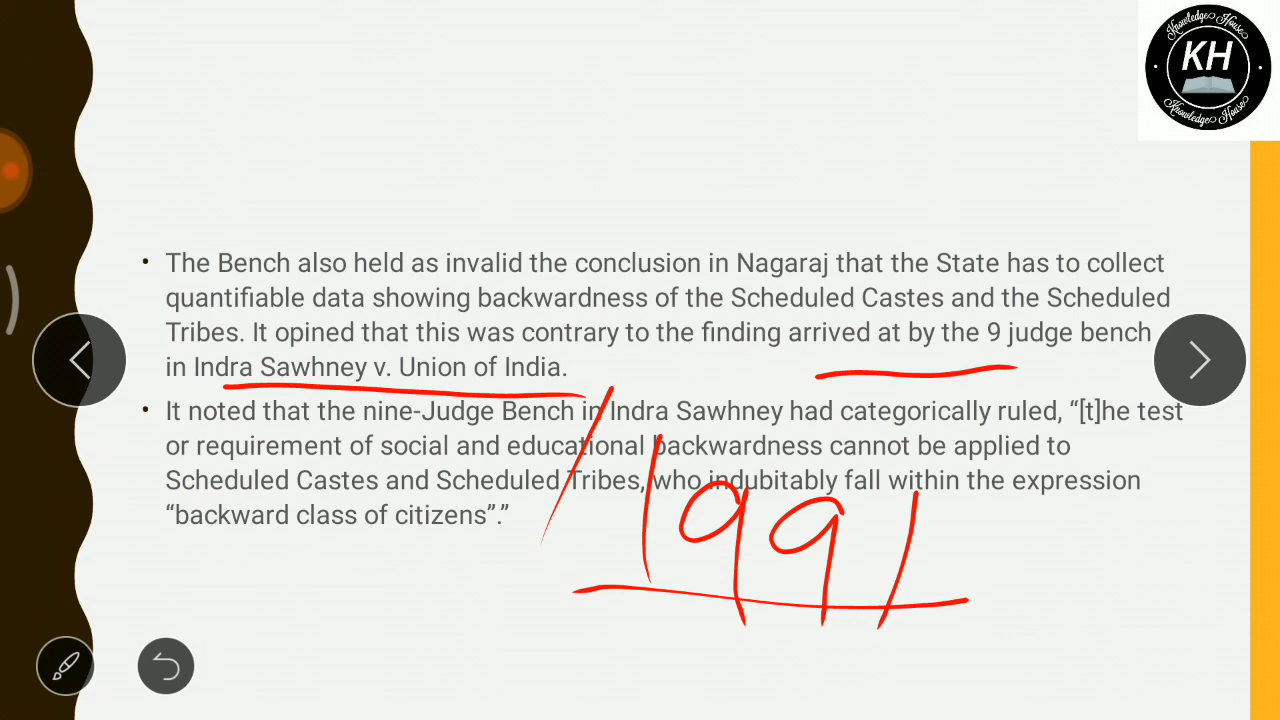 Knowledge House
KH
Knowledge House
• The Bench also held as invalid the conclusion in Nagaraj that the State has to collect
quantifiable data showing backwardness of the Scheduled Castes and the Scheduled
Tribes. It opined that this was contrary to the finding arrived at by the 9 judge bench
in Indra Sawhney v. Union of India.
• It noted that the nine-Judge Bench in Indra Sawhney had categorically ruled, “[t]he test
or requirement of social and educational backwardness cannot be applied to
Scheduled Castes and Scheduled Tribes, who indubitably fall within the expression
“backward class of citizens”.”
1991